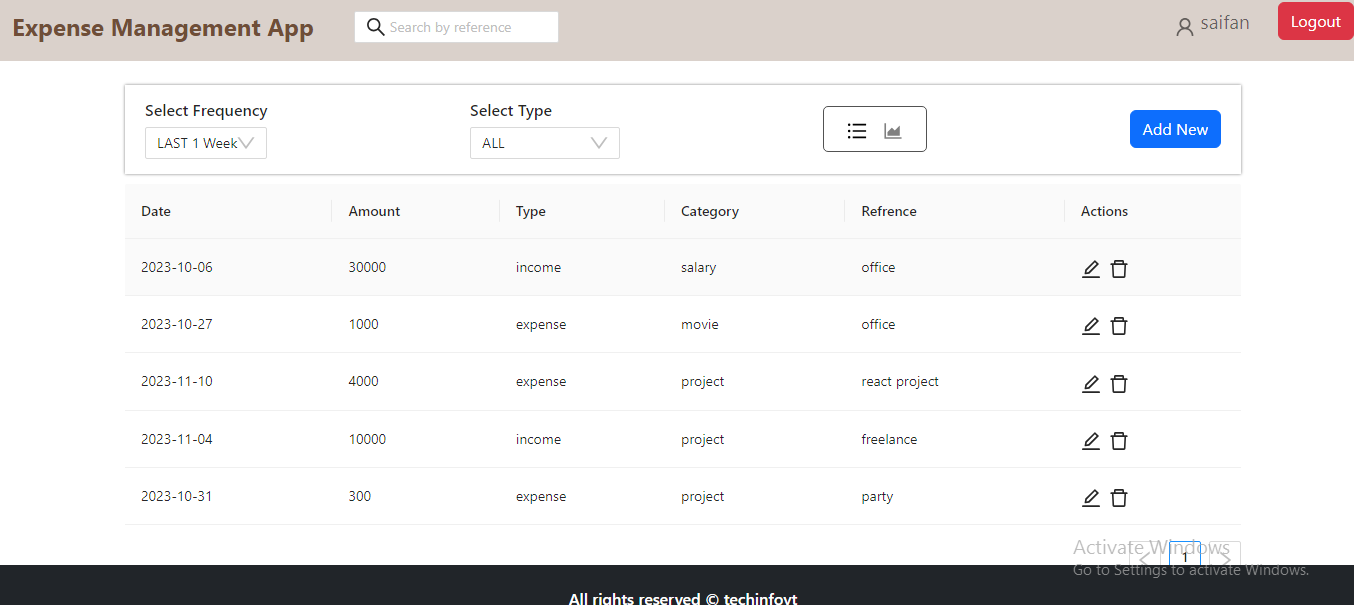 Expense Management App
Search by reference
saifan
Logout
Select Frequency
Select Type
LAST 1 Week
ALL
Add New
Date Amount Type Category Refrence Actions
2023-10-06 30000 income salary office
2023-10-27 1000 expense movie office
2023-11-10 4000 expense project react project
2023-11-04 10000 income project freelance
2023-10-31 300 expense project party
Activate Windows
1
Go to Settings to activate Windows.
All rights reserved © techinfoyt